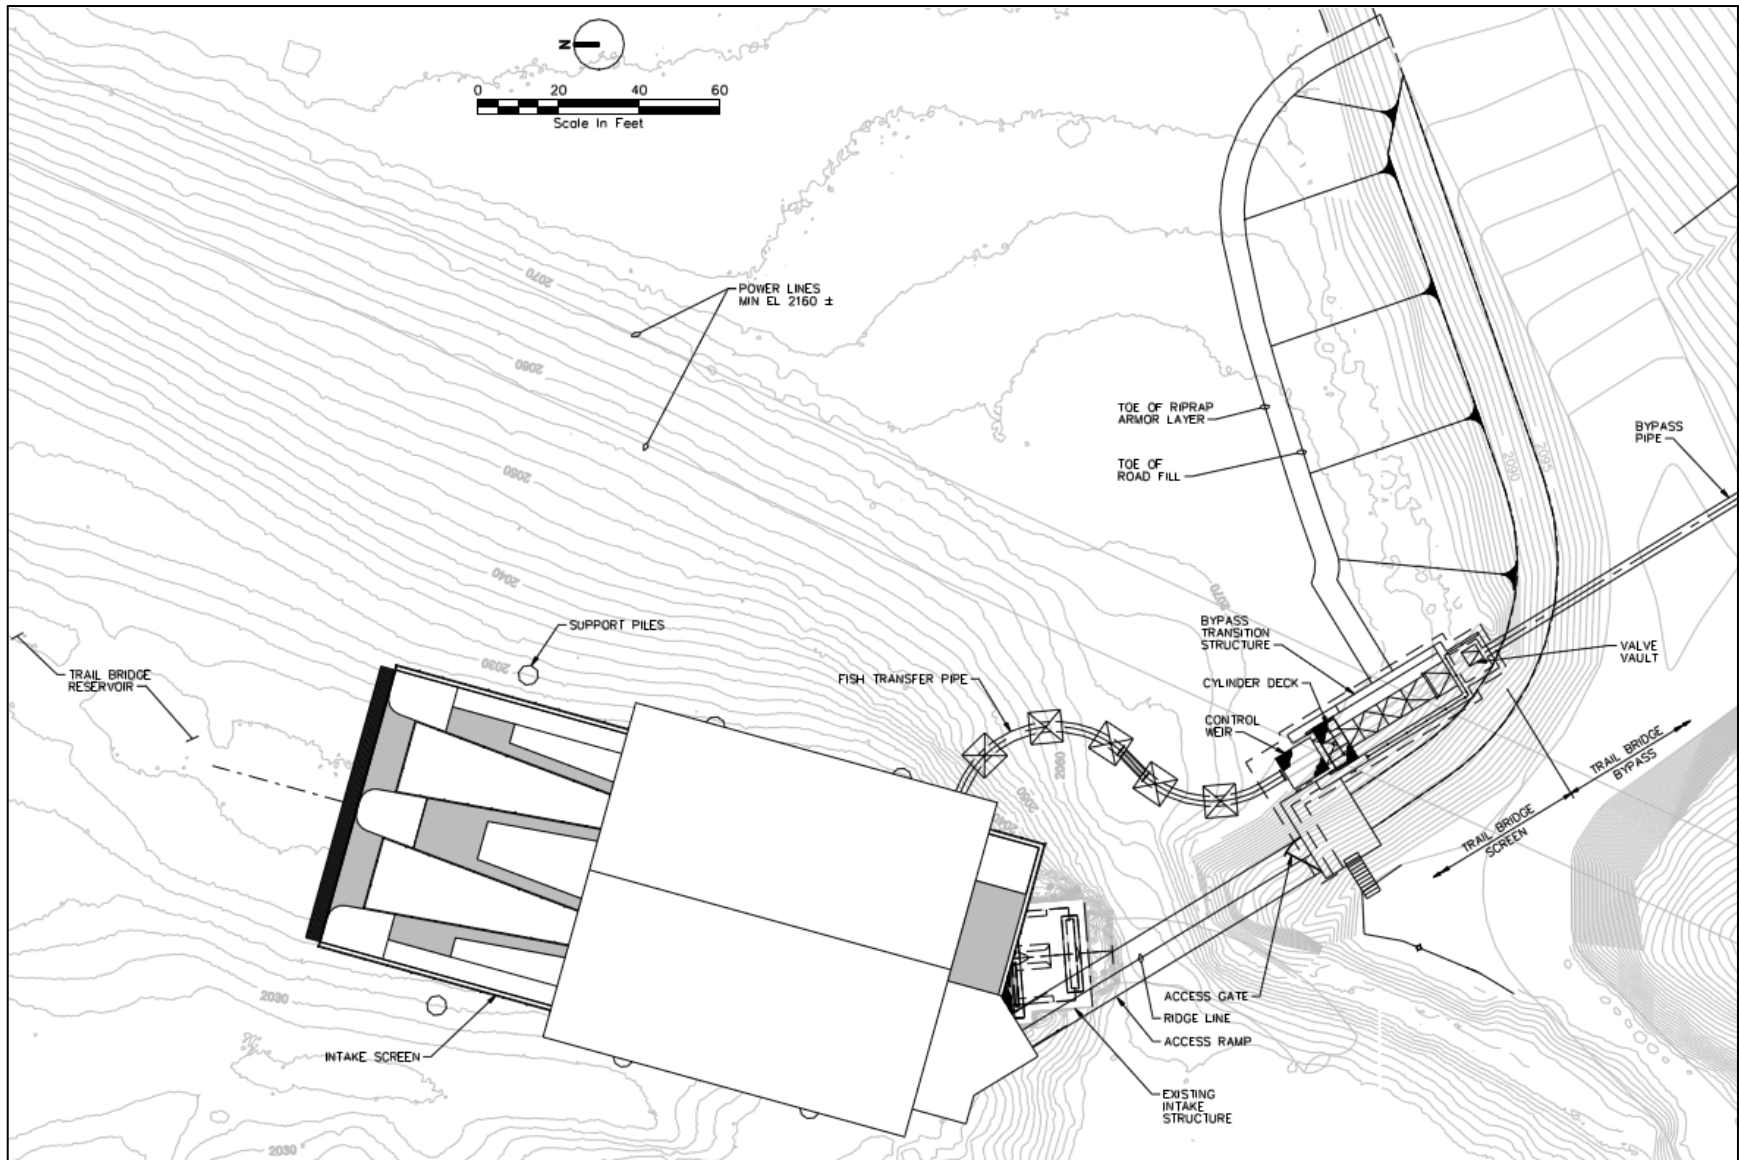 N
0 20 40 60
Scale In Feet
2070
POWER LINES
MIN EL 2160 ±
2060
TOE OF RIPRAP
ARMOR LAYER
BYPASS
PIPE
2050
TOE OF
ROAD FILL
2090
2095
2040
2070
SUPPORT PILES
BYPASS
TRANSITION
STRUCTURE
VALVE
VAULT
2030
TRAIL BRIDGE
RESERVOIR
FISH TRANSFER PIPE
CYLINDER DECK
CONTROL
WEIR
2060
TRAIL BRIDGE
BYPASS
2050
2040
TRAIL BRIDGE
SCREEN
2030
ACCESS GATE
RIDGE LINE
ACCESS RAMP
INTAKE SCREEN
EXISTING
INTAKE
STRUCTURE
2030